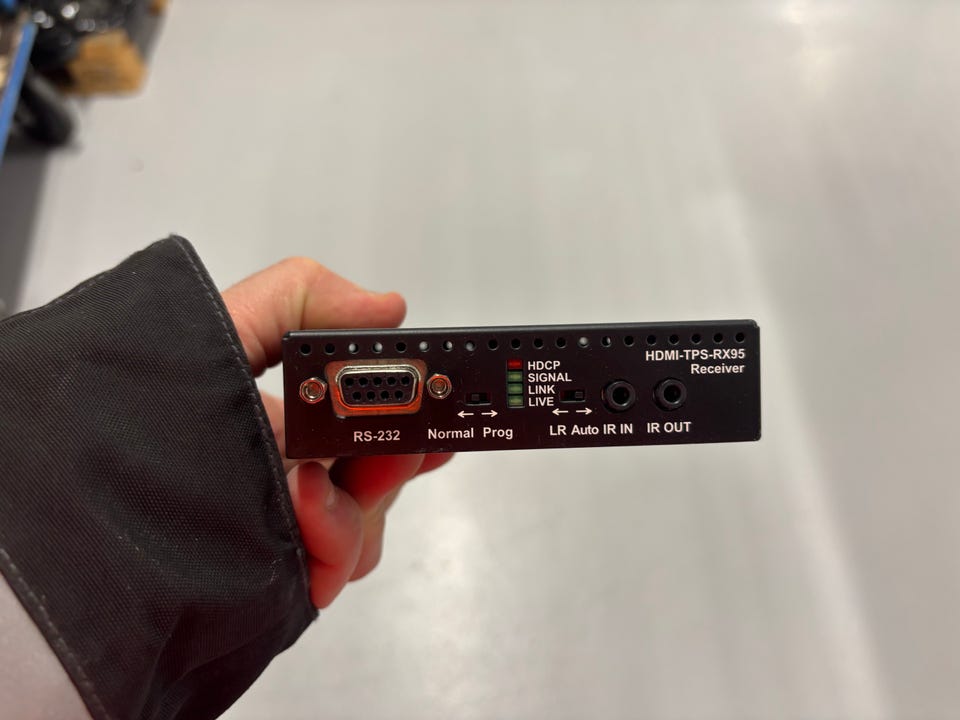 HDMI-TPS-RX95
Receiver
HDCP
SIGNAL
LINK
LIVE
RS-232
Normal Prog
LR Auto IR IN IR OUT